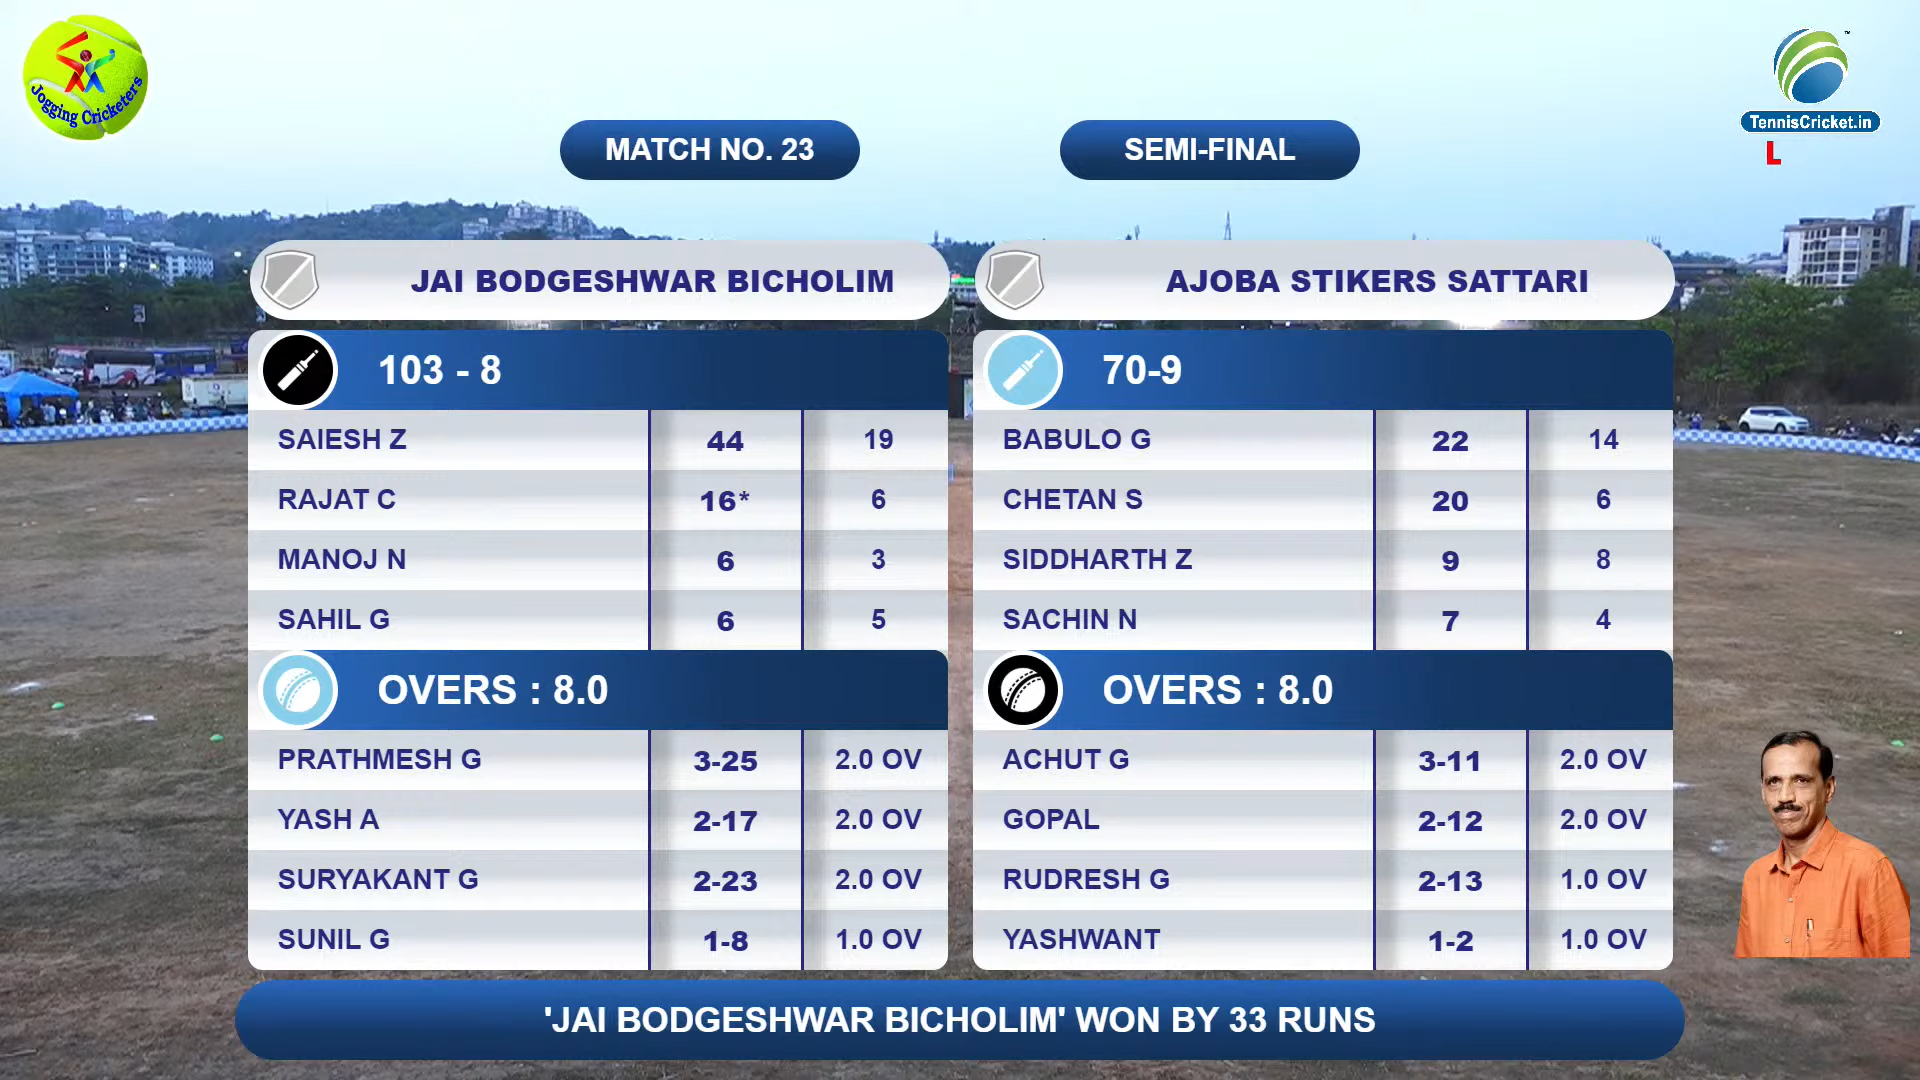 Jogging Cricketers
TennisCricket.in
L
MATCH NO. 23
SEMI-FINAL
JAI BODGESHWAR BICHOLIM
103 - 8
SAIESH Z 44 19
RAJAT C 16* 6
MANOJ N 6 3
SAHIL G 6 5
OVERS : 8.0
PRATHMESH G 3-25 2.0 OV
YASH A 2-17 2.0 OV
SURYAKANT G 2-23 2.0 OV
SUNIL G 1-8 1.0 OV
AJOBA STIKERS SATTARI
70-9
BABULO G 22 14
CHETAN S 20 6
SIDDHARTH Z 9 8
SACHIN N 7 4
OVERS : 8.0
ACHUT G 3-11 2.0 OV
GOPAL 2-12 2.0 OV
RUDRESH G 2-13 1.0 OV
YASHWANT 1-2 1.0 OV
'JAI BODGESHWAR BICHOLIM' WON BY 33 RUNS